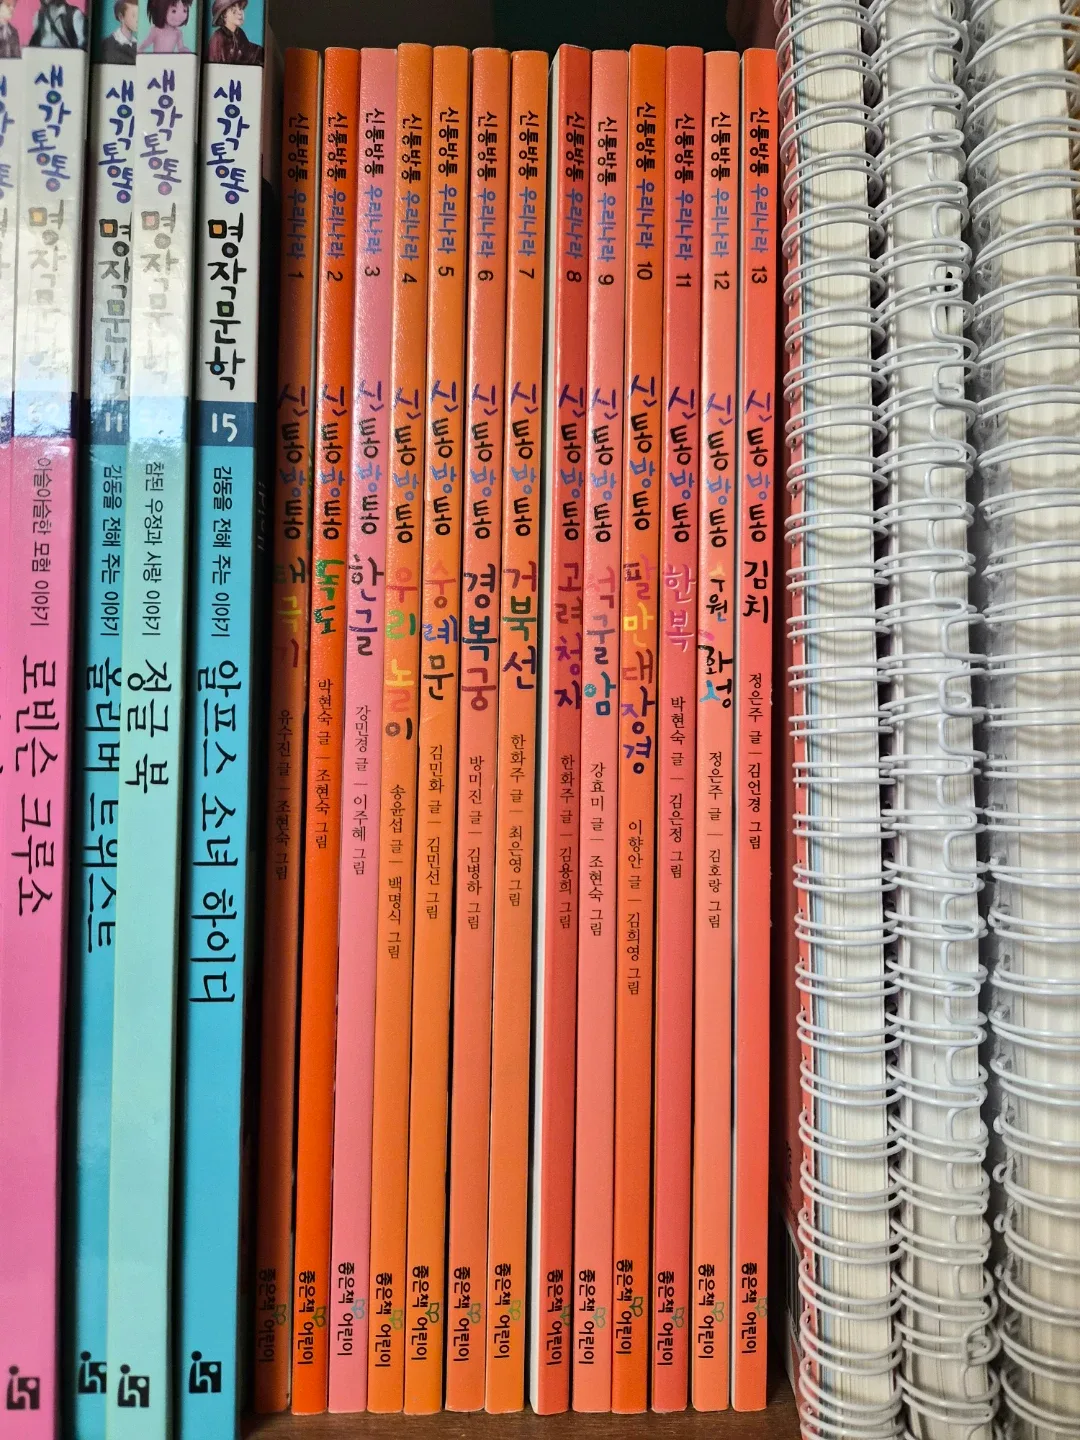 생각통통
로빈손 크루소
아슬아슬한 모험 이야기
생각통통 명작문학 11
감동을 전해 주는 이야기
올리버 트위스트
생각통통 명작문학
참된 우정과 사랑 이야기
정글 북
생각통통 명작문학 15
감동을 전해 주는 이야기
알프스 소녀 하이디
신통방통 우리나라 1
신통방통 태극기
유수진 글 | 조현숙 그림
좋은책어린이
신통방통 우리나라 2
신통방통 독도
박현숙 글 | 조현숙 그림
좋은책어린이
신통방통 우리나라 3
신통방통 한글
강민경 글 | 이주혜 그림
좋은책어린이
신통방통 우리나라 4
신통방통 우리 놀이
송윤섭 글 | 백명식 그림
좋은책어린이
신통방통 우리나라 5
신통방통 숭례문
김민화 글 | 김민선 그림
좋은책어린이
신통방통 우리나라 6
신통방통 경복궁
방미진 글 | 김병하 그림
좋은책어린이
신통방통 우리나라 7
신통방통 거북선
한화주 글 | 최은영 그림
좋은책어린이
신통방통 우리나라 8
신통방통 고려청자
한화주 글 | 김용희 그림
좋은책어린이
신통방통 우리나라 9
신통방통 석굴암
강효미 글 | 조현숙 그림
좋은책어린이
신통방통 우리나라 10
신통방통 팔만대장경
이향안 글 | 김희영 그림
좋은책어린이
신통방통 우리나라 11
신통방통 한복
박현숙 글 | 김은정 그림
좋은책어린이
신통방통 우리나라 12
신통방통 수원 화성
정은주 글 | 김호랑 그림
좋은책어린이
신통방통 우리나라 13
신통방통 김치
정은주 글 | 김언경 그림
좋은책어린이